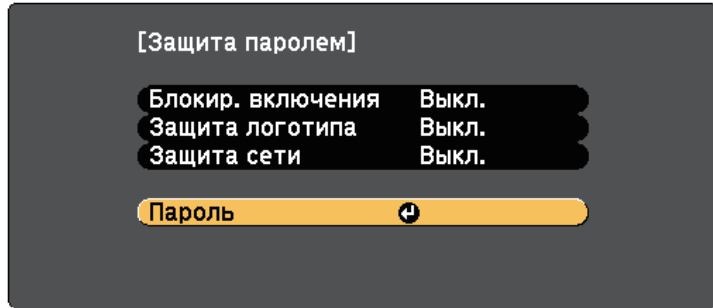 [Защита паролем]
Блокир. включения Выкл.
Защита логотипа Выкл.
Защита сети Выкл.
Пароль